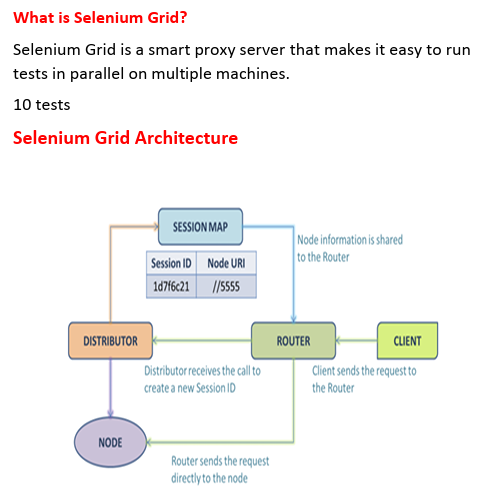 What is Selenium Grid?
Selenium Grid is a smart proxy server that makes it easy to run
tests in parallel on multiple machines.
10 tests
Selenium Grid Architecture
SESSION MAP
Node information is shared
to the Router
Session ID Node URI
1d7f6c21 //5555
DISTRIBUTOR
ROUTER
CLIENT
Distributor receives the call to
create a new Session ID
Client sends the request to
the Router
NODE
Router sends the request
directly to the node